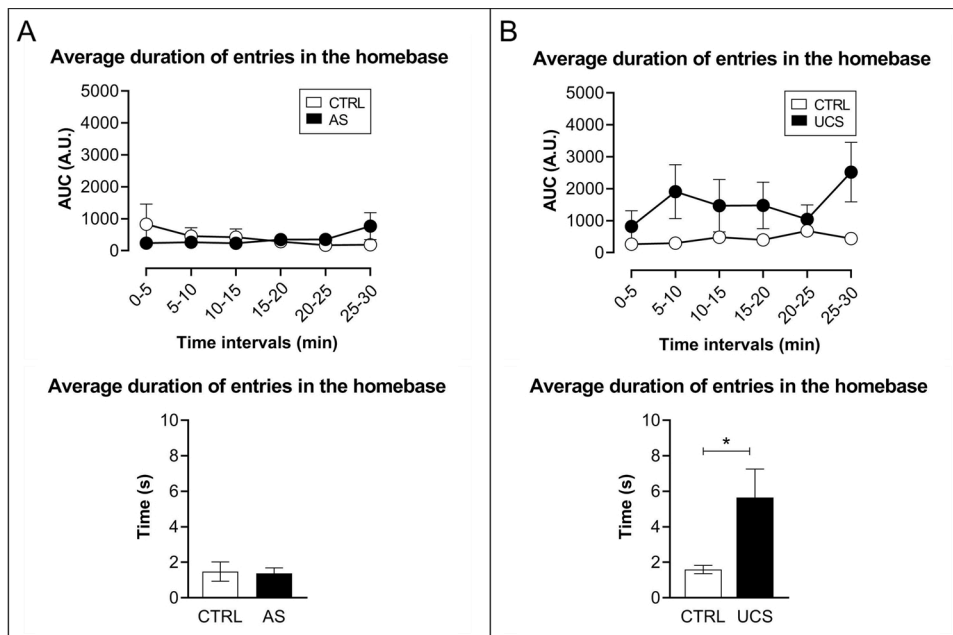 A
Average duration of entries in the homebase
CTRL
AS
5000
4000
3000
2000
1000
0
AUC (A.U.)
0-5
5-10
10-15
15-20
20-25
25-30
Time intervals (min)
Average duration of entries in the homebase
10
8
6
4
2
0
Time (s)
CTRL AS
B
Average duration of entries in the homebase
CTRL
UCS
5000
4000
3000
2000
1000
0
AUC (A.U.)
0-5
5-10
10-15
15-20
20-25
25-30
Time intervals (min)
Average duration of entries in the homebase
10
8
6
4
2
0
Time (s)
*
CTRL UCS